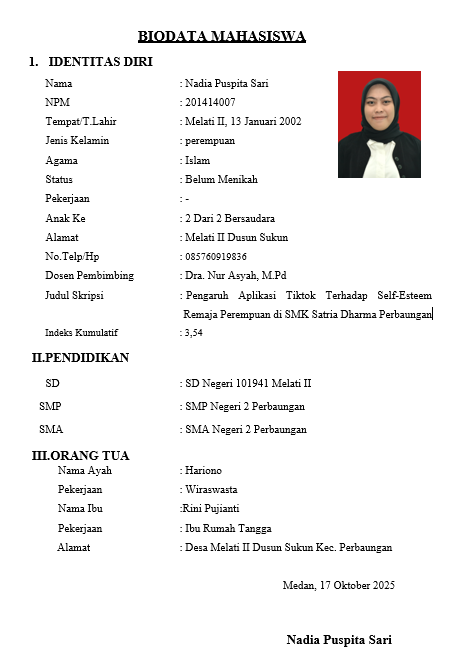 BIODATA MAHASISWA
1. IDENTITAS DIRI
Nama : Nadia Puspita Sari
NPM : 201414007
Tempat/T.Lahir : Melati II, 13 Januari 2002
Jenis Kelamin : perempuan
Agama : Islam
Status : Belum Menikah
Pekerjaan : -
Anak Ke : 2 Dari 2 Bersaudara
Alamat : Melati II Dusun Sukun
No.Telp/Hp : 085760919836
Dosen Pembimbing : Dra. Nur Asyah, M.Pd
Judul Skripsi : Pengaruh Aplikasi Tiktok Terhadap Self-Esteem
Remaja Perempuan di SMK Satria Dharma Perbaungan
Indeks Kumulatif : 3,54
II.PENDIDIKAN
SD : SD Negeri 101941 Melati II
SMP : SMP Negeri 2 Perbaungan
SMA : SMA Negeri 2 Perbaungan
III.ORANG TUA
Nama Ayah : Hariono
Pekerjaan : Wiraswasta
Nama Ibu :Rini Pujianti
Pekerjaan : Ibu Rumah Tangga
Alamat : Desa Melati II Dusun Sukun Kec. Perbaungan
Medan, 17 Oktober 2025
Nadia Puspita Sari